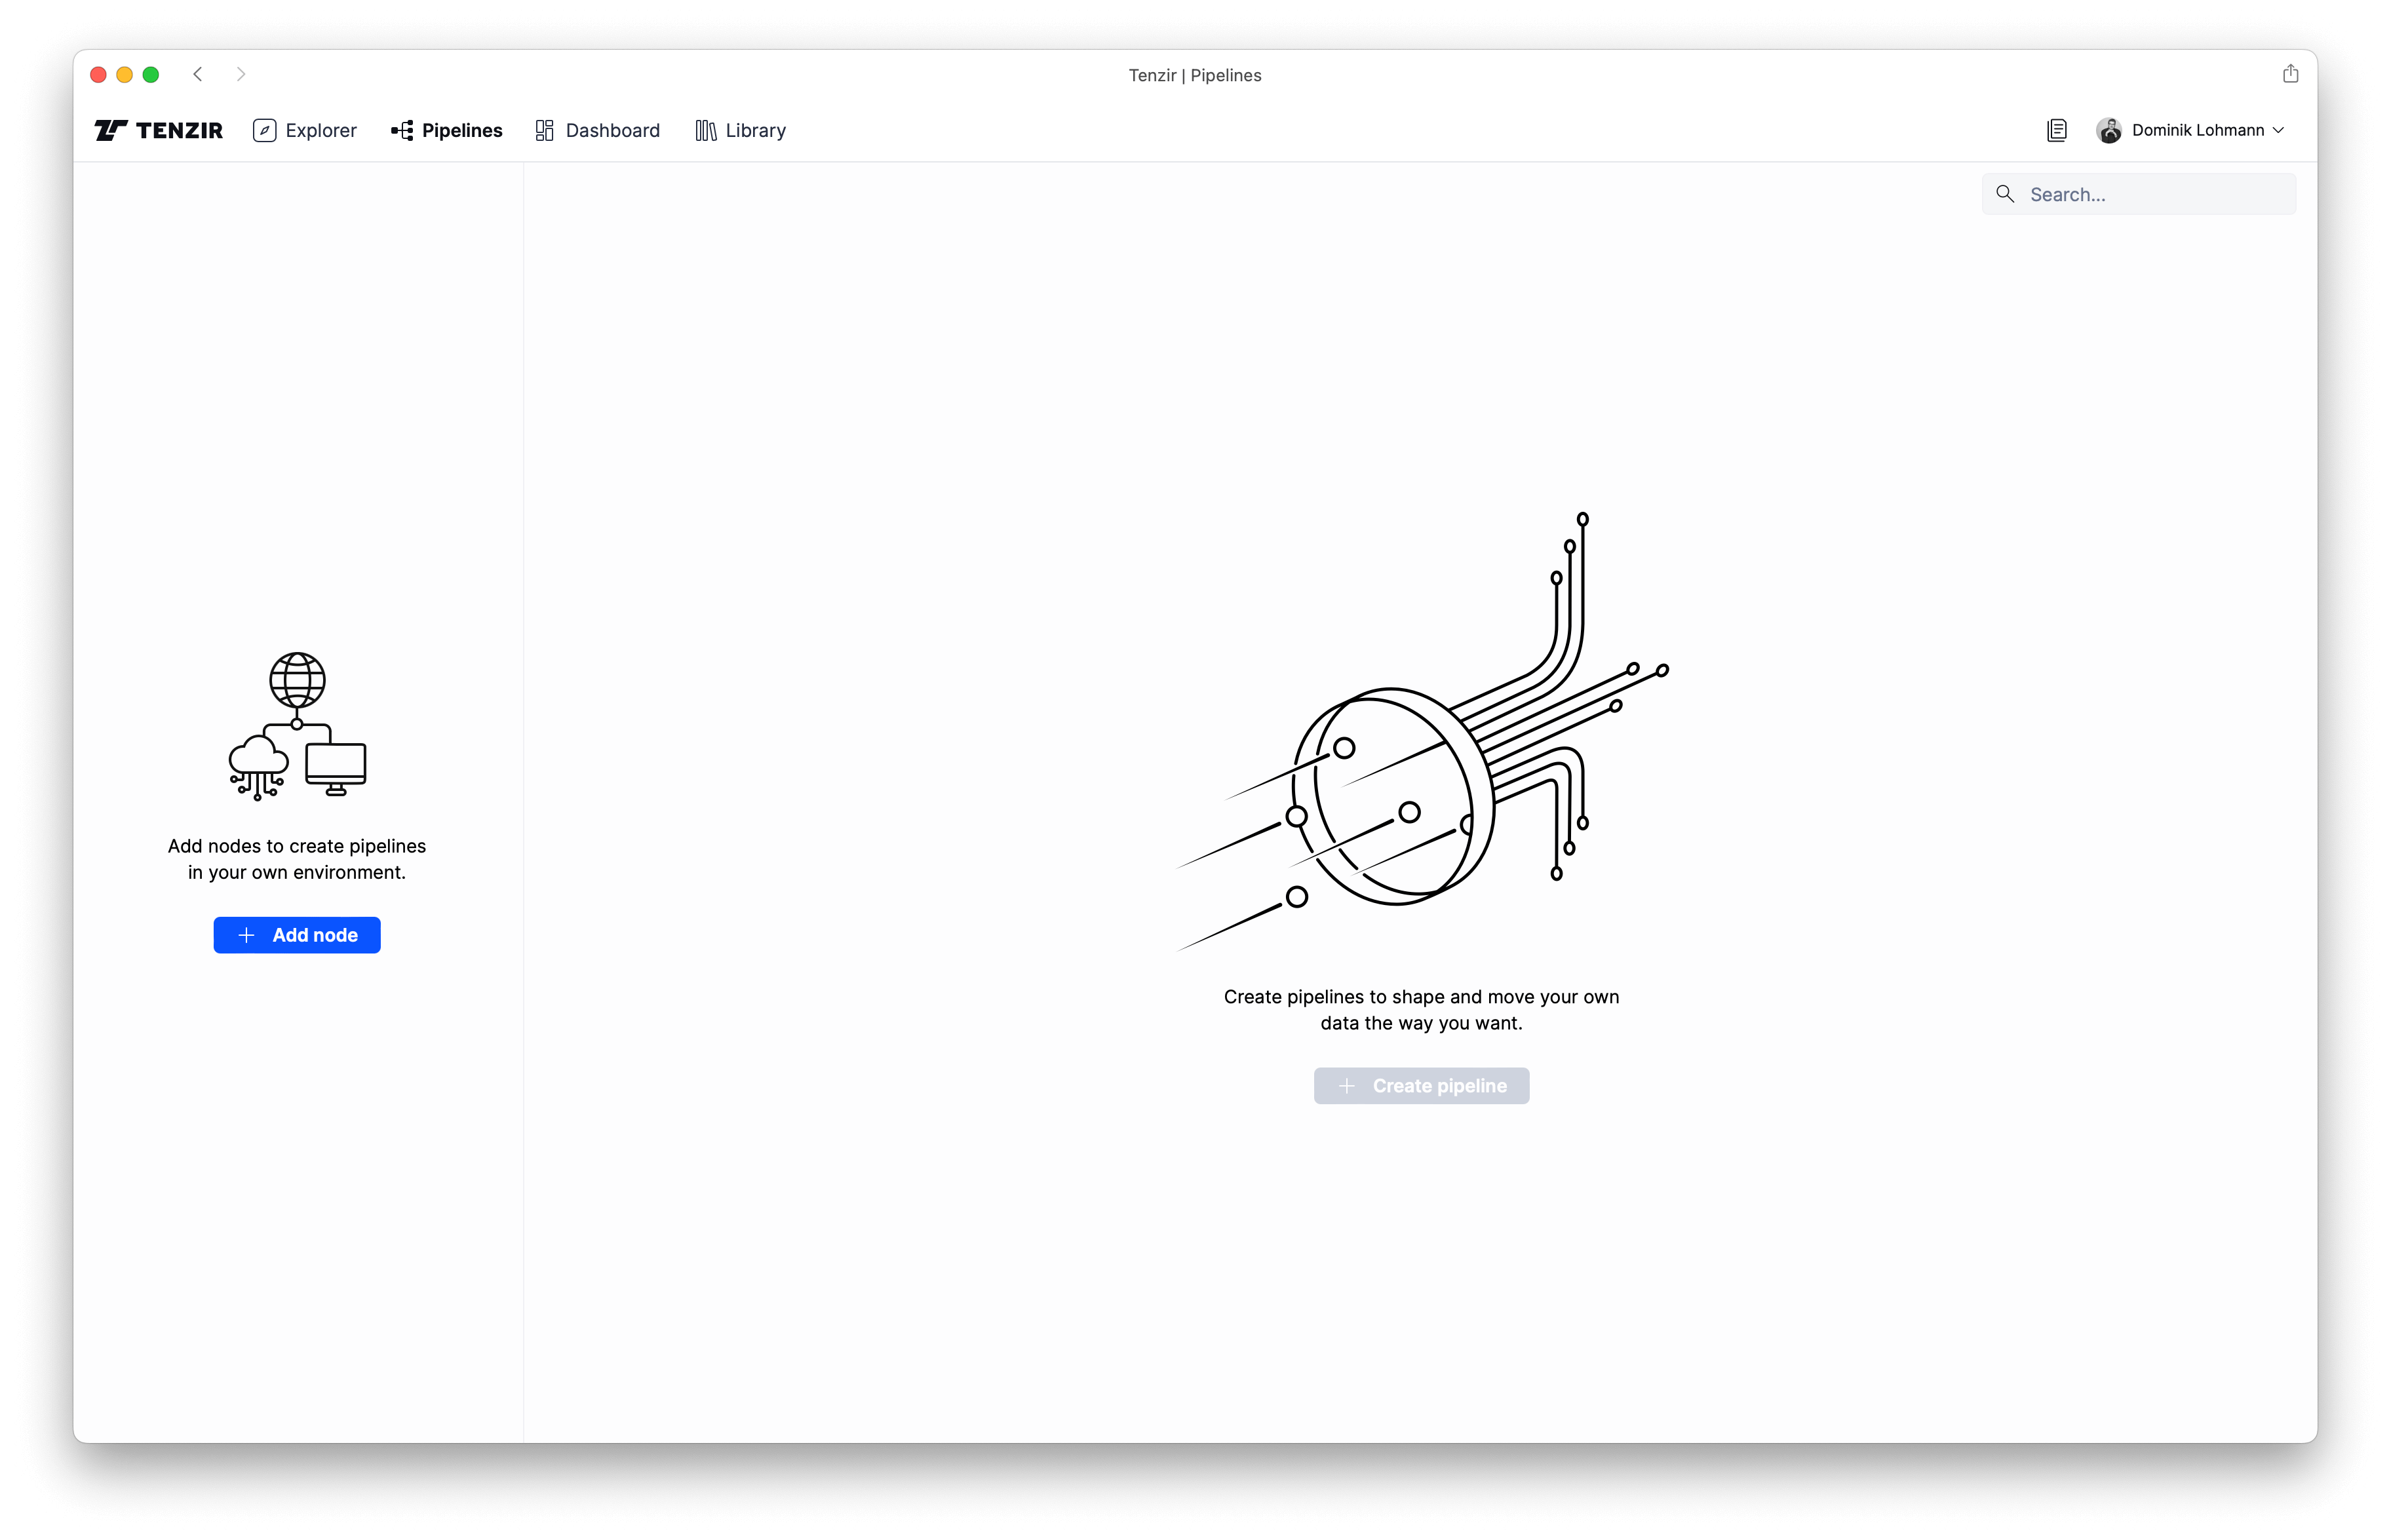 Tenzir | Pipelines
TENZIR
Explorer
Pipelines
Dashboard
Library
Dominik Lohmann
Search...
Add nodes to create pipelines
in your own environment.
Add node
Create pipelines to shape and move your own
data the way you want.
Create pipeline